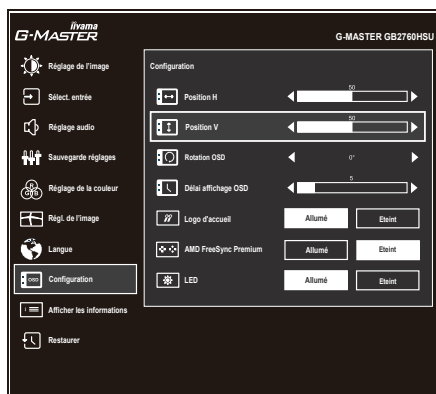 iiyama
G-MASTER
G-MASTER GB2760HSU
Réglage de l'image
Configuration
50
Sélect. entrée
Position H
50
Réglage audio
Position V
Sauvegarde réglages
Rotation OSD
0°
5
Réglage de la couleur
R
G B
Délai affichage OSD
Régl. de l'image
Logo d'accueil
Allumé
Eteint
Langue
AMD FreeSync Premium
Allumé
Eteint
OSD
Configuration
LED
Allumé
Eteint
i
Afficher les informations
Restaurer